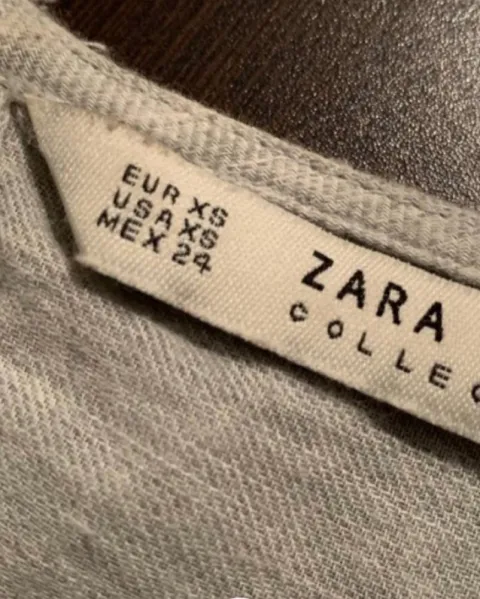 EUR XS
USA XS
MEX 24
ZARA
COLLEC